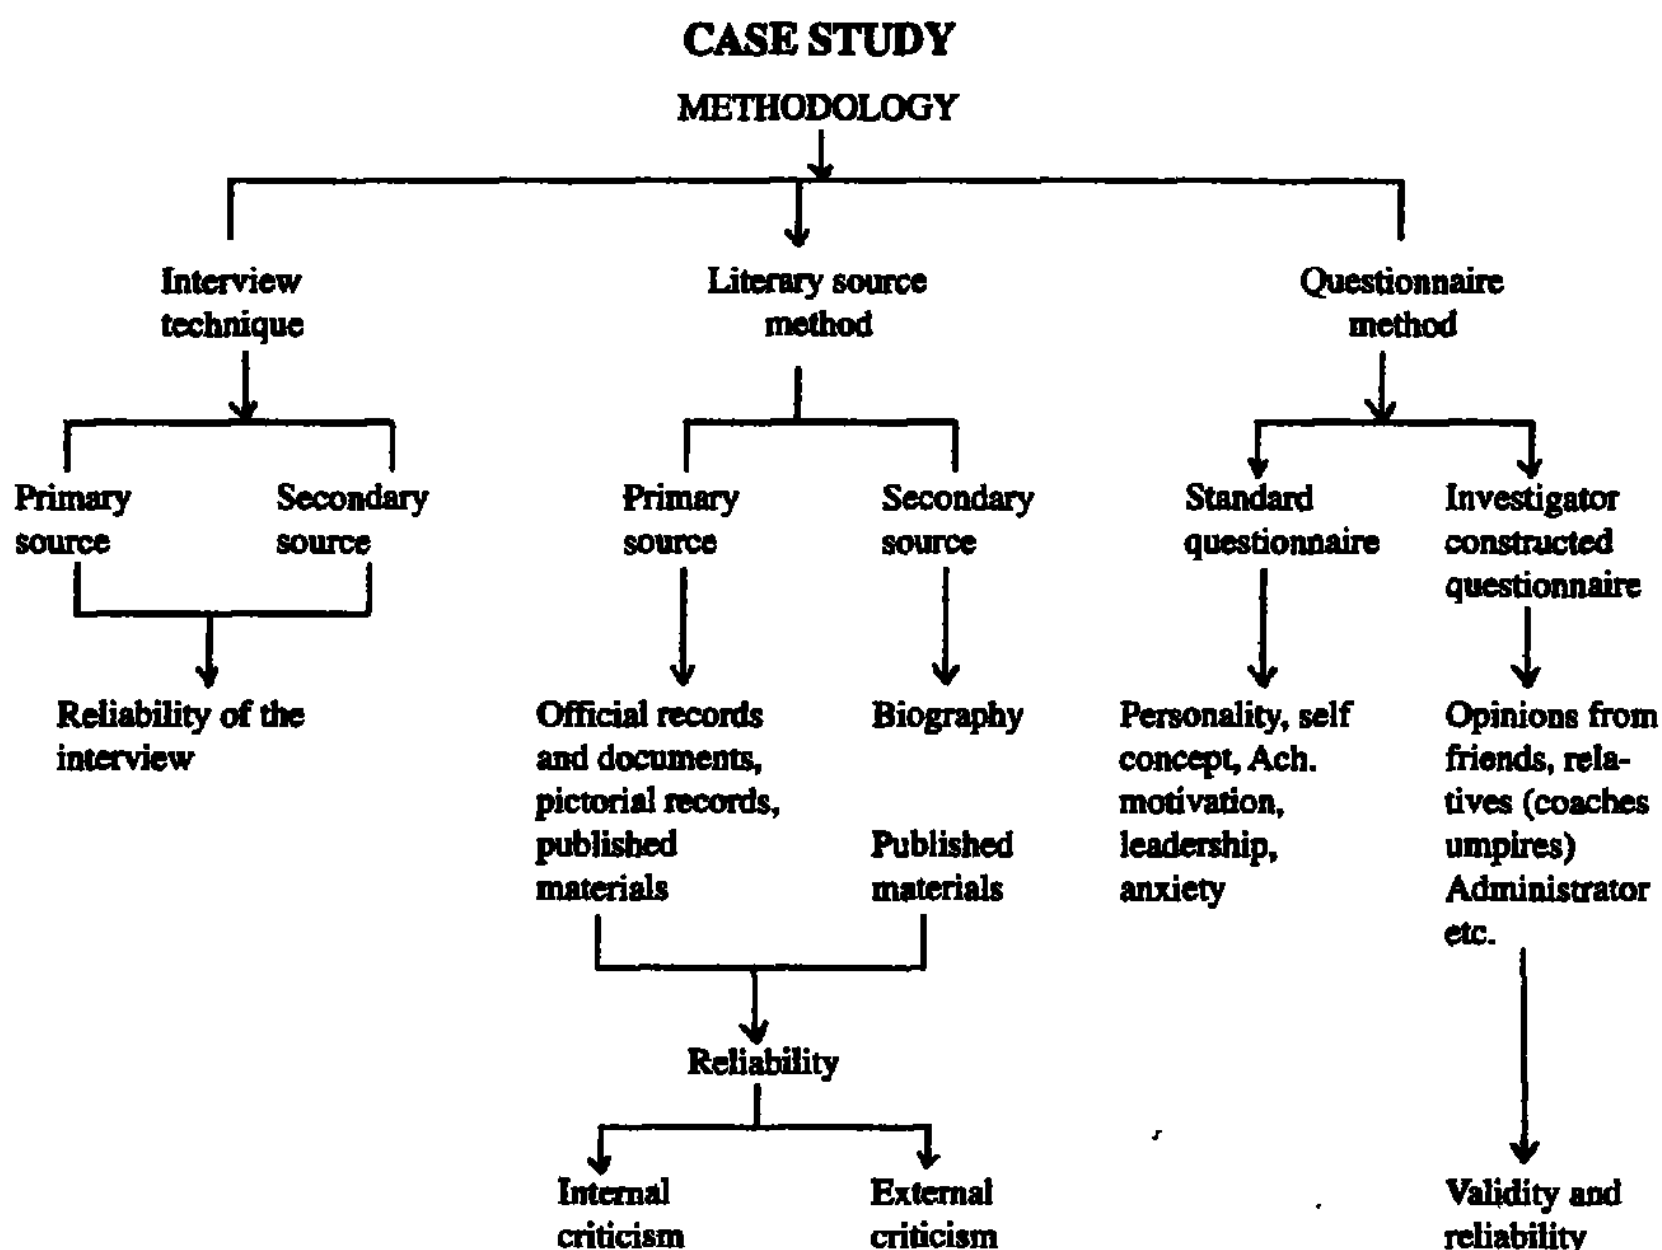 CASE STUDY
METHODOLOGY
Interview
technique
Literary source
method
Questionnaire
method
Primary
source
Secondary
source
Primary
source
Secondary
source
Standard
questionnaire
Investigator
constructed
questionnaire
Reliability of the
interview
Official records
and documents,
pictorial records,
published
materials
Biography
Published
materials
Personality, self
concept, Ach.
motivation,
leadership,
anxiety
Opinions from
friends, rela-
tives (coaches
umpires)
Administrator
etc.
Reliability
Internal
criticism
External
criticism
Validity and
reliability